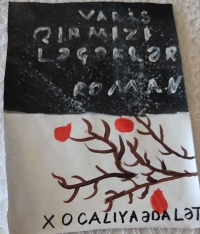 VARİS
QIRMIZI
LƏÇƏKLƏR
ROMAN
XOCALIYAƏDALƏT